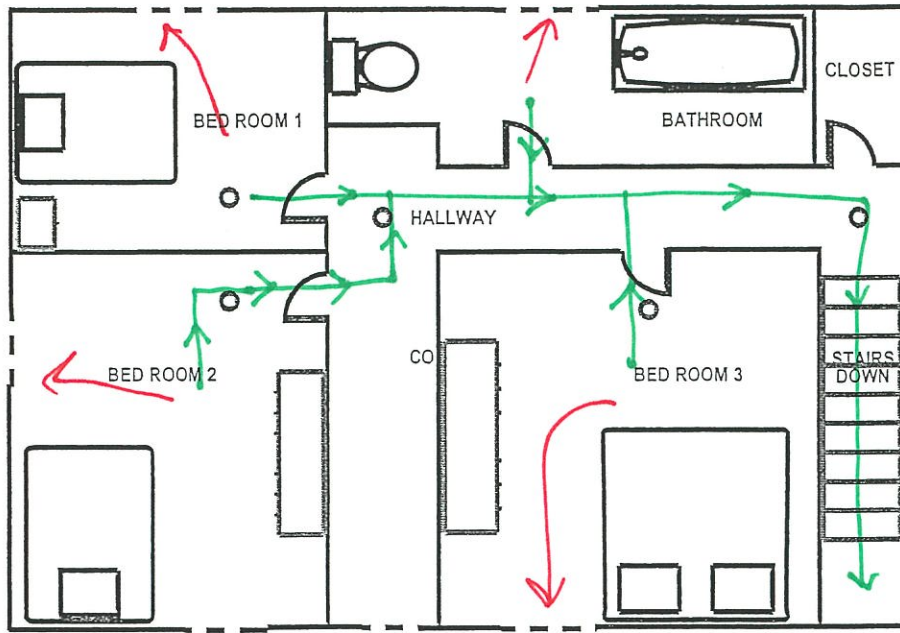 CLOSET
BED ROOM 1
BATHROOM
HALLWAY
CO
BED ROOM 2
BED ROOM 3
STAIRS
DOWN